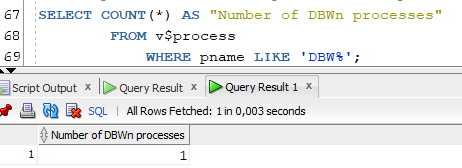 67 SELECT COUNT(*) AS "Number of DBWn processes"
68 FROM v$process
69 WHERE pname LIKE 'DBW%';
Script Output x Query Result x Query Result 1 x
SQL | All Rows Fetched: 1 in 0,003 seconds
Number of DBWn processes
1 1